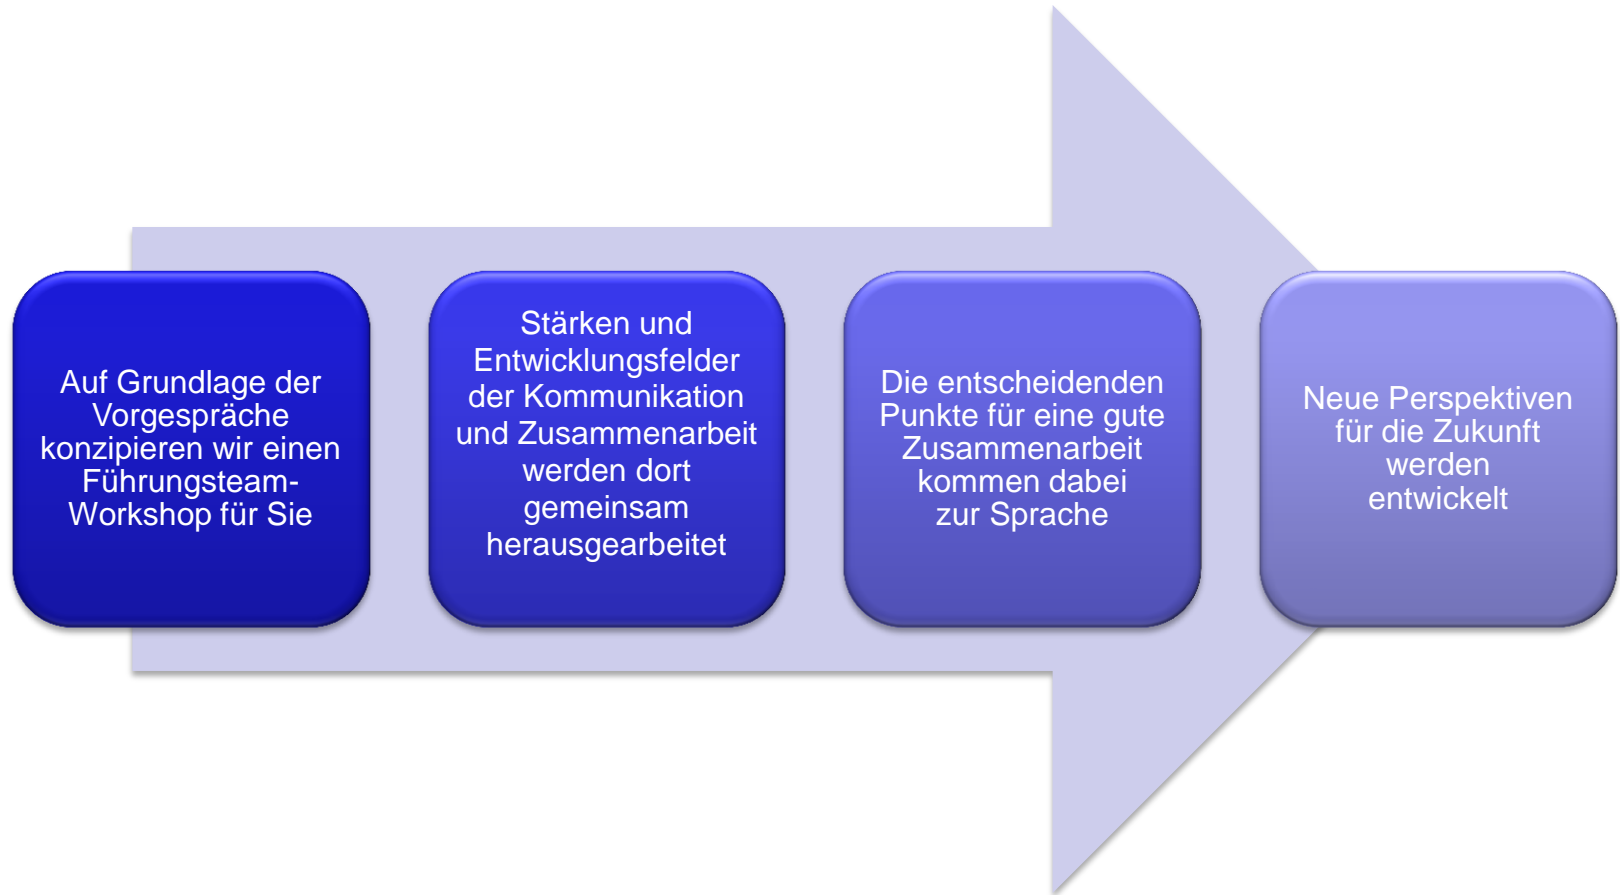 Auf Grundlage der
Vorgespräche
konzipieren wir einen
Führungsteam-
Workshop für Sie
Stärken und
Entwicklungsfelder
der Kommunikation
und Zusammenarbeit
werden dort
gemeinsam
herausgearbeitet
Die entscheidenden
Punkte für eine gute
Zusammenarbeit
kommen dabei
zur Sprache
Neue Perspektiven
für die Zukunft
werden
entwickelt